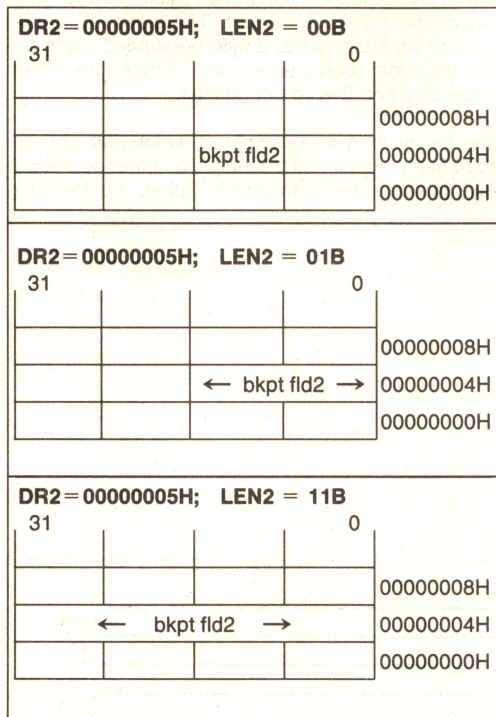 DR2=00000005H; LEN2 = 00B
31 0
00000008H
bkpt fld2 00000004H
00000000H
DR2=00000005H; LEN2 = 01B
31 0
00000008H
← bkpt fld2 → 00000004H
00000000H
DR2=00000005H; LEN2 = 11B
31 0
00000008H
← bkpt fld2 → 00000004H
00000000H